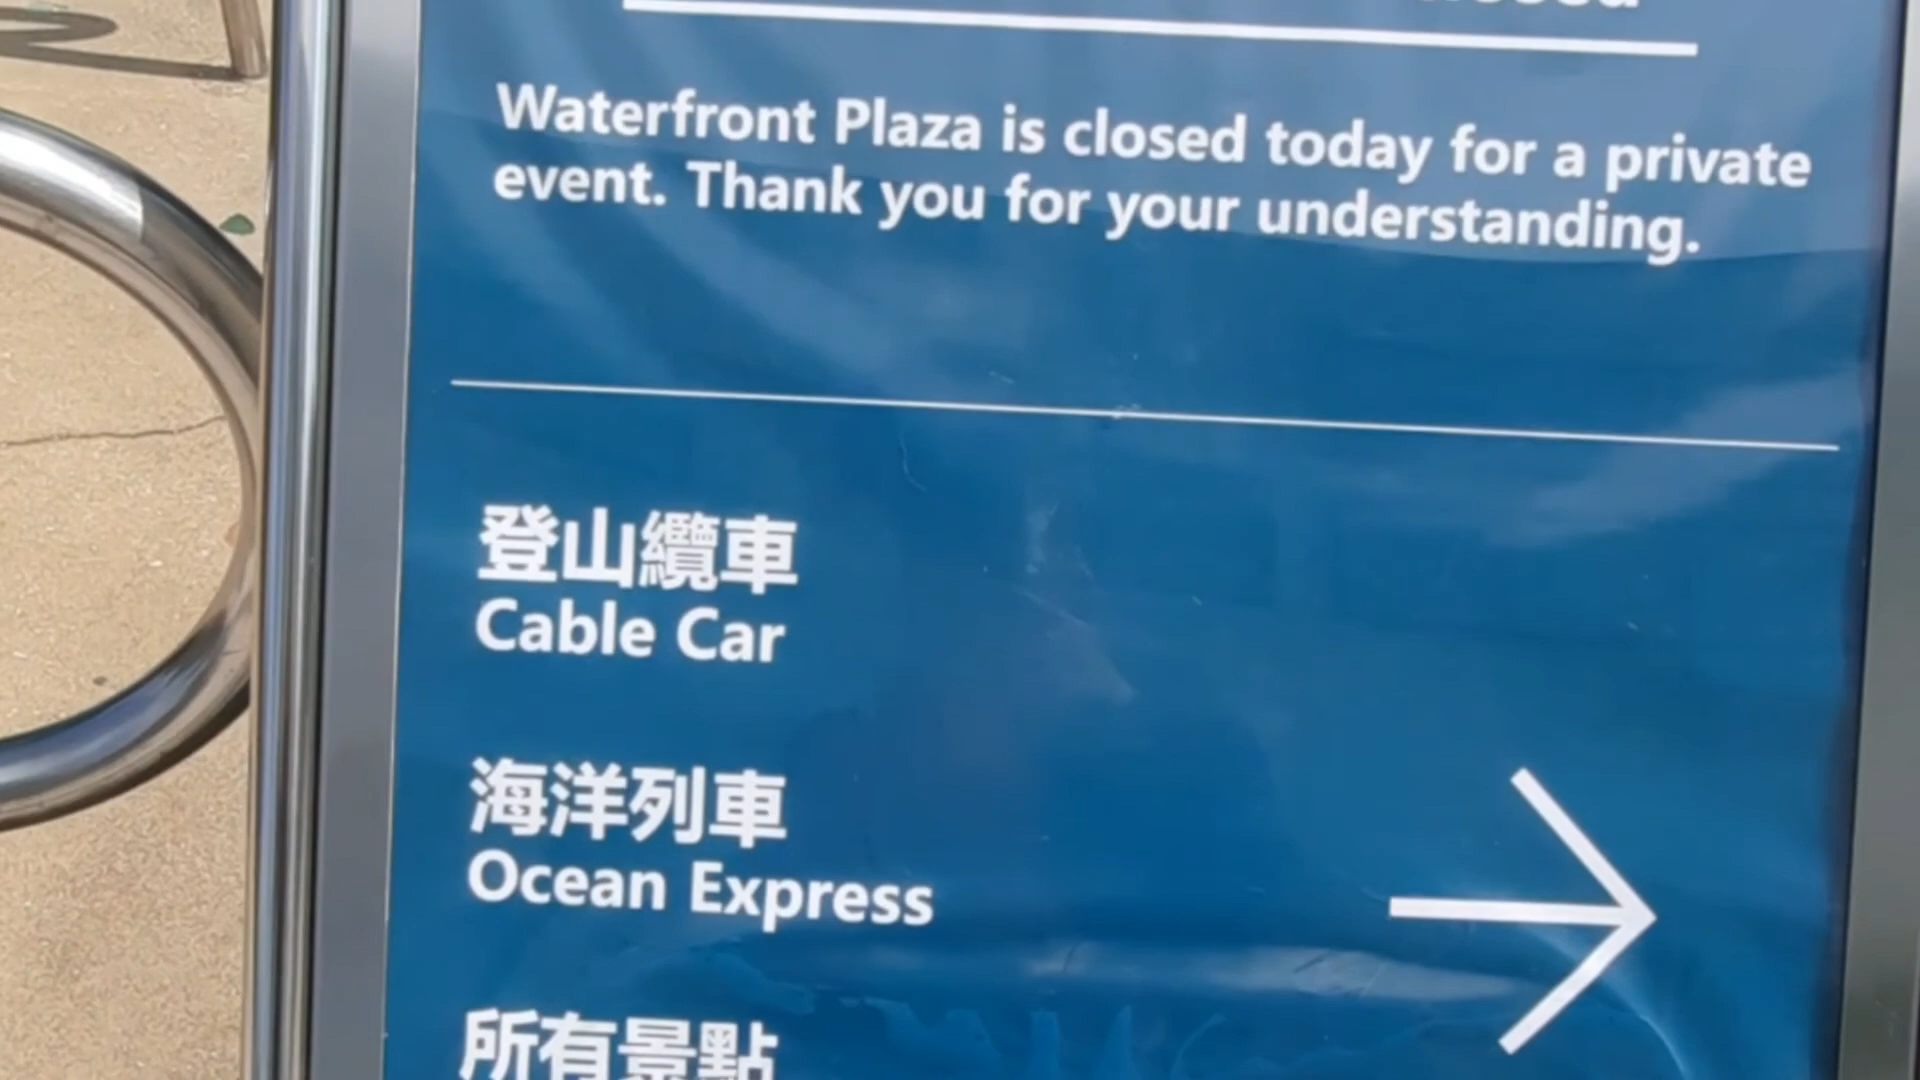 Waterfront Plaza is closed today for a private
event. Thank you for your understanding.
登山纜車
Cable Car
海洋列車
Ocean Express
所有景點